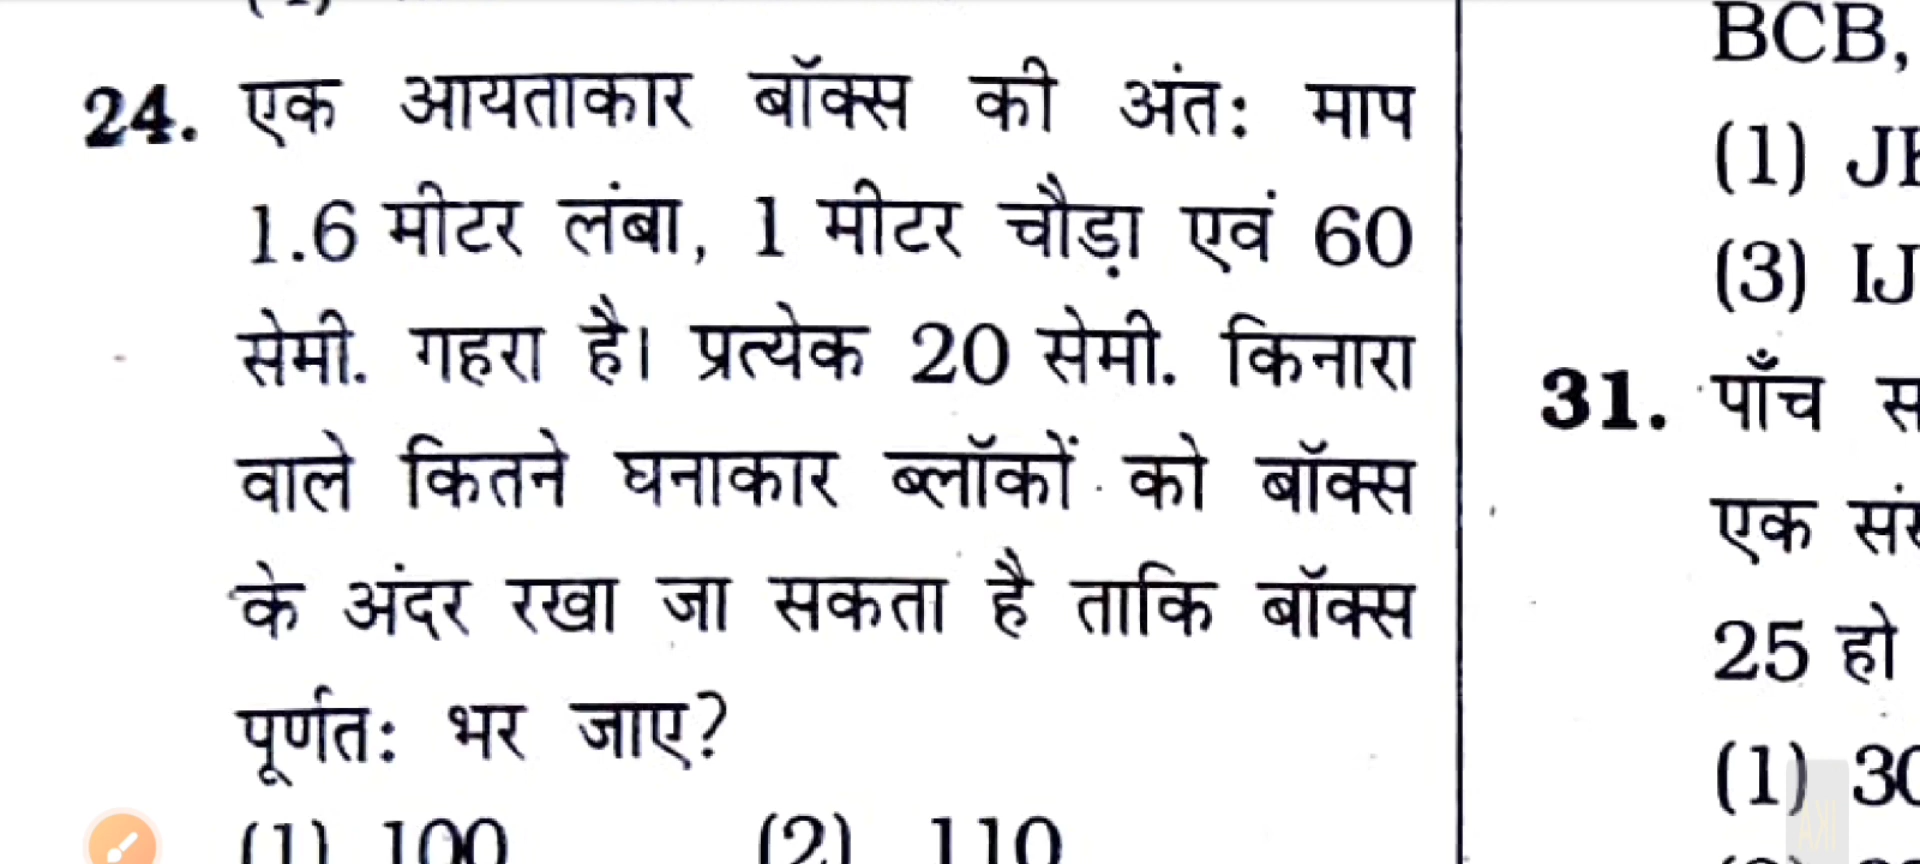 24. एक आयताकार बॉक्स की अंतः माप
1.6 मीटर लंबा, 1 मीटर चौड़ा एवं 60
सेमी. गहरा है। प्रत्येक 20 सेमी. किनारा
वाले कितने घनाकार ब्लॉकों को बॉक्स
के अंदर रखा जा सकता है ताकि बॉक्स
पूर्णतः भर जाए?
(1) 100 (2) 110
BCB,
(1)
(3) IJ
31. पाँच
एक
25 हो
(1)